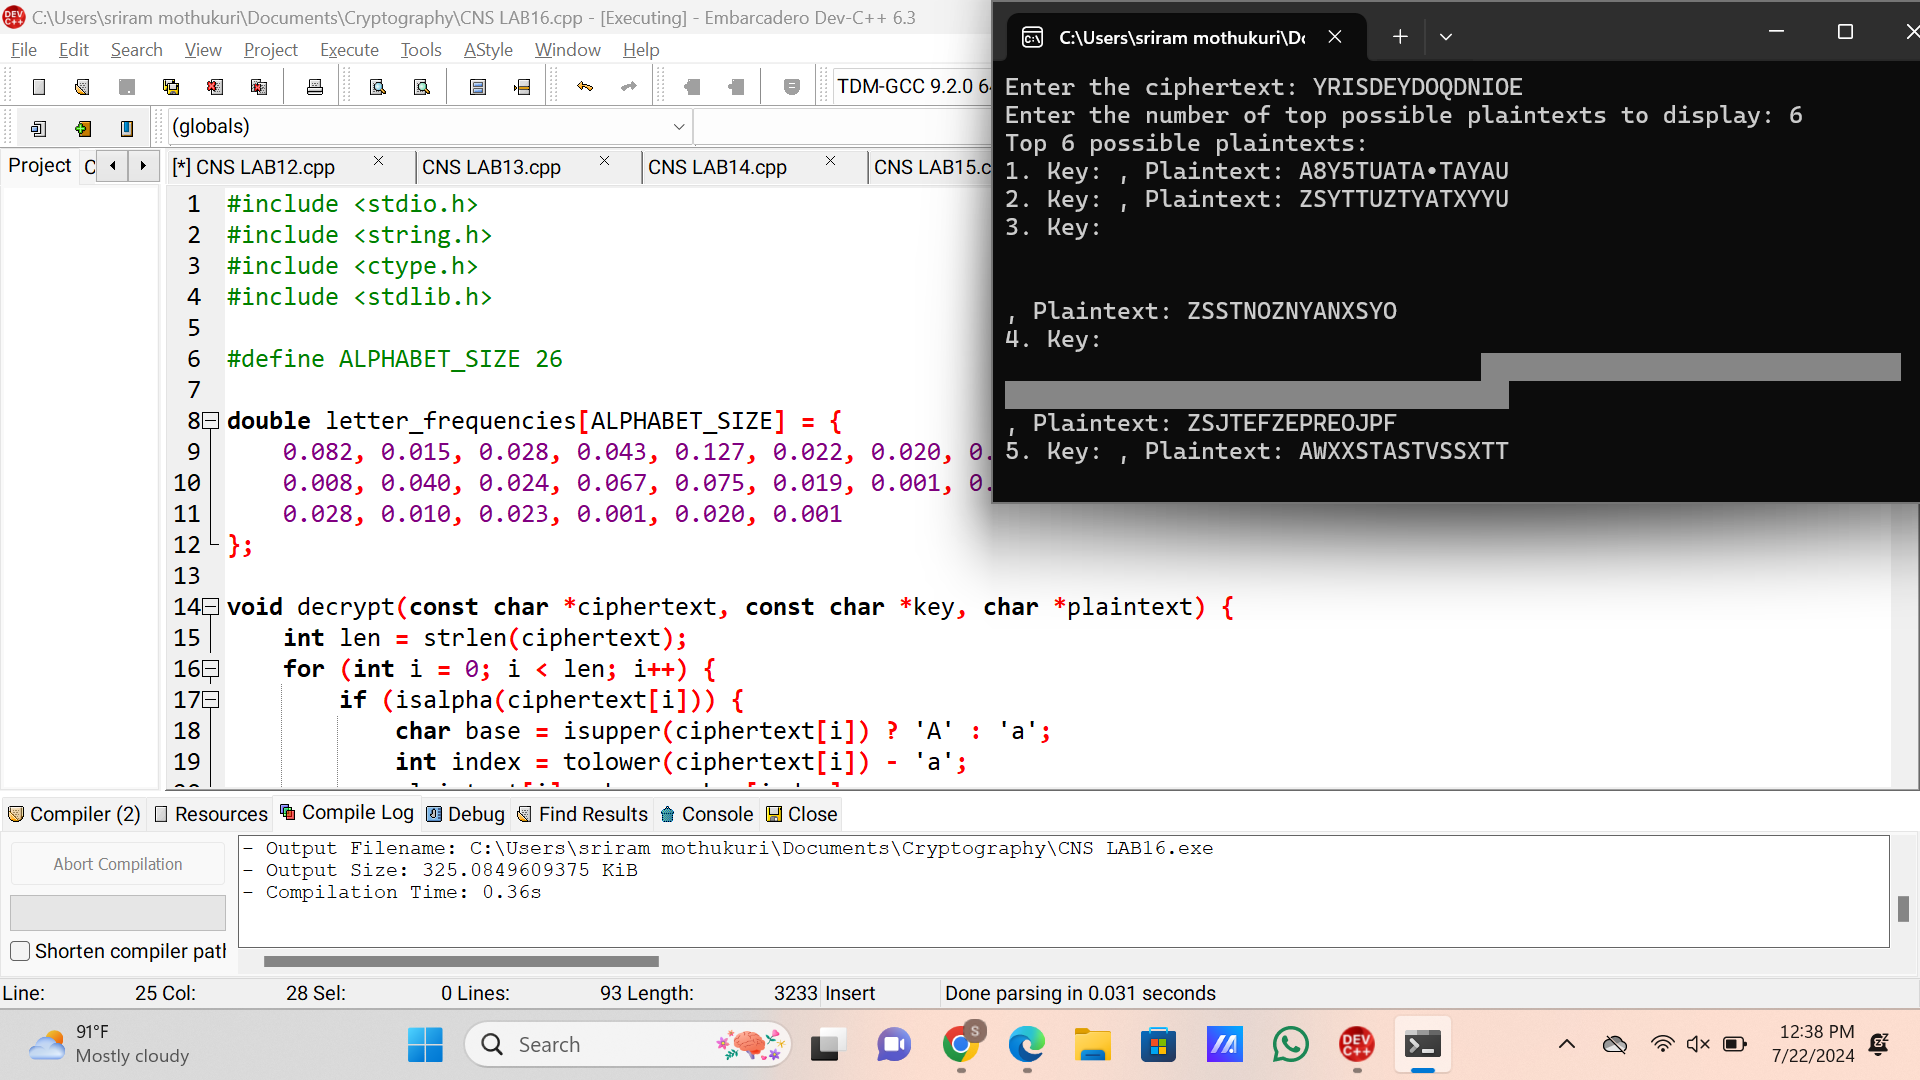 C:\Users\sriram mothukuri\Documents\Cryptography\CNS LAB16.cpp - [Executing] - Embarcadero Dev-C++ 6.3
File Edit Search View Project Execute Tools AStyle Window Help
TDM-GCC 9.2.0 64
(globals)
Project C
[*] CNS LAB12.cpp CNS LAB13.cpp CNS LAB14.cpp CNS LAB15.c
1 #include <stdio.h>
2 #include <string.h>
3 #include <ctype.h>
4 #include <stdlib.h>
5
6 #define ALPHABET_SIZE 26
7
8 double letter_frequencies[ALPHABET_SIZE] = {
9 0.082, 0.015, 0.028, 0.043, 0.127, 0.022, 0.020, 0.
10 0.008, 0.040, 0.024, 0.067, 0.075, 0.019, 0.001, 0.
11 0.028, 0.010, 0.023, 0.001, 0.020, 0.001
12 };
13
14 void decrypt(const char *ciphertext, const char *key, char *plaintext) {
15 int len = strlen(ciphertext);
16 for (int i = 0; i < len; i++) {
17 if (isalpha(ciphertext[i])) {
18 char base = isupper(ciphertext[i]) ? 'A' : 'a';
19 int index = tolower(ciphertext[i]) - 'a';
C:\Users\sriram mothukuri\Do
Enter the ciphertext: YRISDEYDOQDNIOE
Enter the number of top possible plaintexts to display: 6
Top 6 possible plaintexts:
1. Key: , Plaintext: A8Y5TUATA•TAYAU
2. Key: , Plaintext: ZSYTTUZTYATXYYU
3. Key:
, Plaintext: ZSSTNOZNYANXSYO
4. Key:
, Plaintext: ZSJTEFZEPREOJPF
5. Key: , Plaintext: AWXXSTASTVSSXTT
Compiler (2) Resources Compile Log Debug Find Results Console Close
Abort Compilation
Shorten compiler path
- Output Filename: C:\Users\sriram mothukuri\Documents\Cryptography\CNS LAB16.exe
- Output Size: 325.0849609375 KiB
- Compilation Time: 0.36s
Line: 25 Col: 28 Sel: 0 Lines: 93 Length: 3233 Insert Done parsing in 0.031 seconds
91°F
Mostly cloudy
Search
S
DEV C++
12:38 PM
7/22/2024